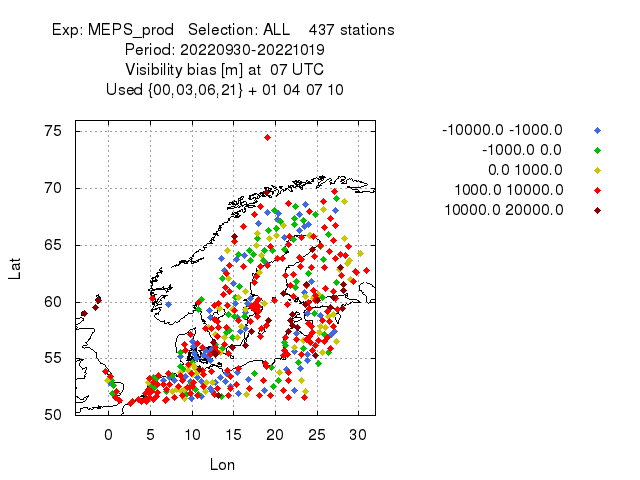 Exp: MEPS_prod   Selection: ALL    437 stations
Period: 20220930-20221019
Visibility bias [m] at  07 UTC
Used {00,03,06,21} + 01 04 07 10
-10000.0 -1000.0
-1000.0 0.0
0.0 1000.0
1000.0 10000.0
10000.0 20000.0
75
70
65
60
55
50
Lat
0 5 10 15 20 25 30
Lon